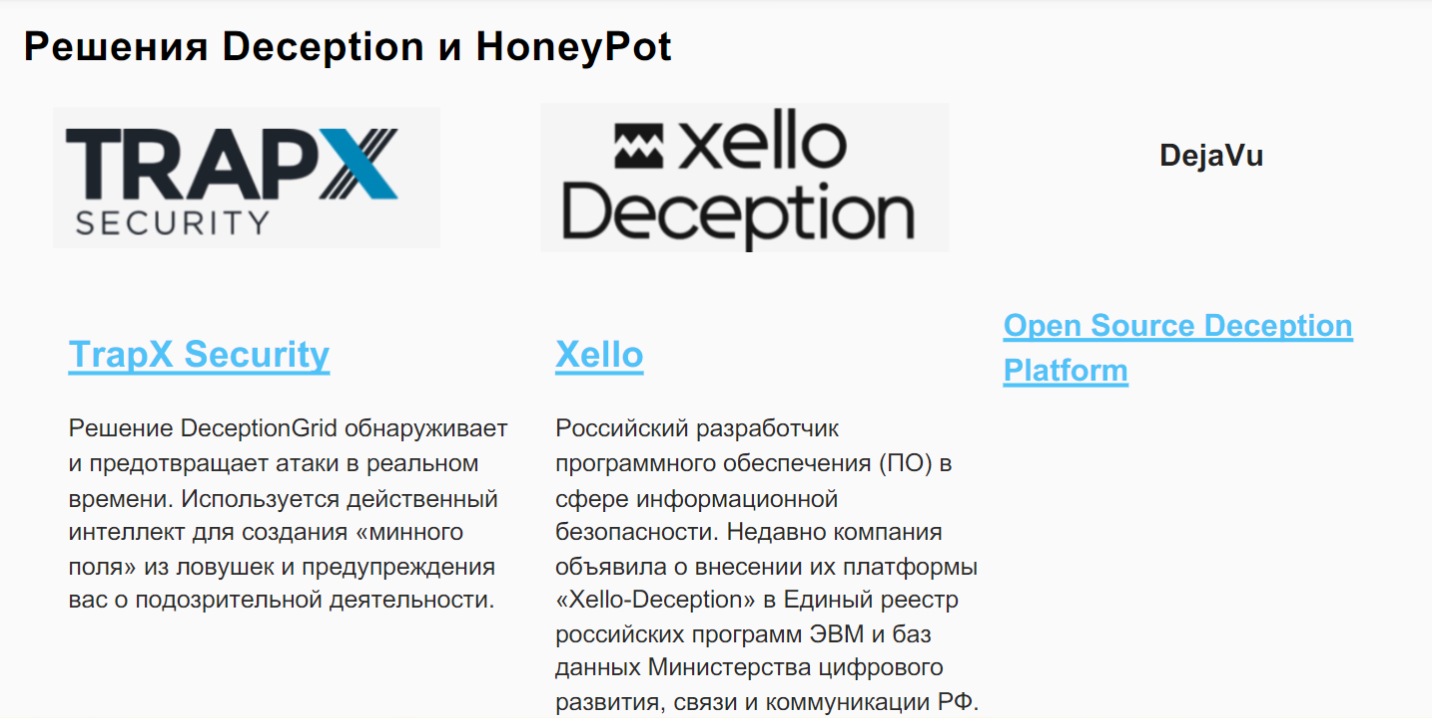 Решения Deception и HoneyPot
TRAPX
SECURITY
xello
Deception
DejaVu
TrapX Security
Решение DeceptionGrid обнаруживает
и предотвращает атаки в реальном
времени. Используется действенный
интеллект для создания «минного
поля» из ловушек и предупреждения
вас о подозрительной деятельности.
Xello
Российский разработчик
программного обеспечения (ПО) в
сфере информационной
безопасности. Недавно компания
объявила о внесении их платформы
«Xello-Deception» в Единый реестр
российских программ ЭВМ и баз
данных Министерства цифрового
развития, связи и коммуникации РФ.
Open Source Deception
Platform